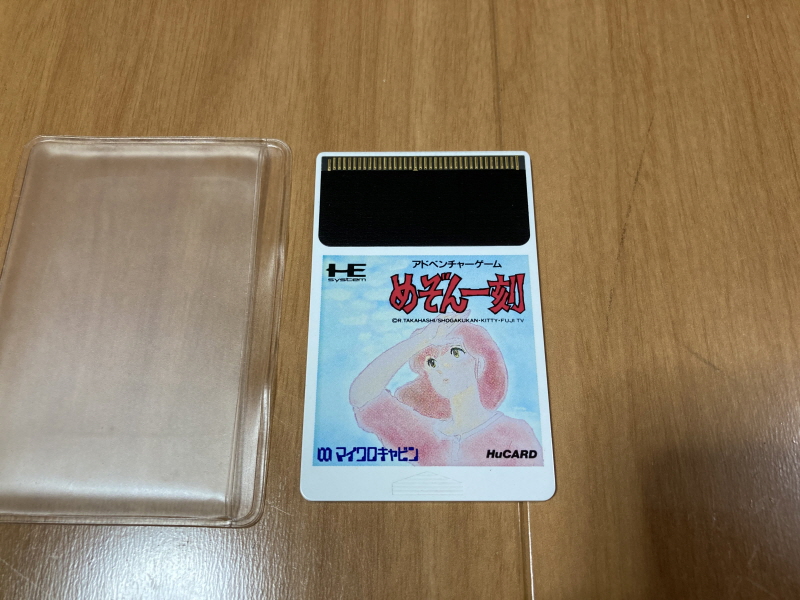 アドベンチャーゲーム
HE
system
めぞん一刻
©R.TAKAHASHI/SHOGAKUKAN・KITTY・FUJI TV
マイクロキャビン
HuCARD